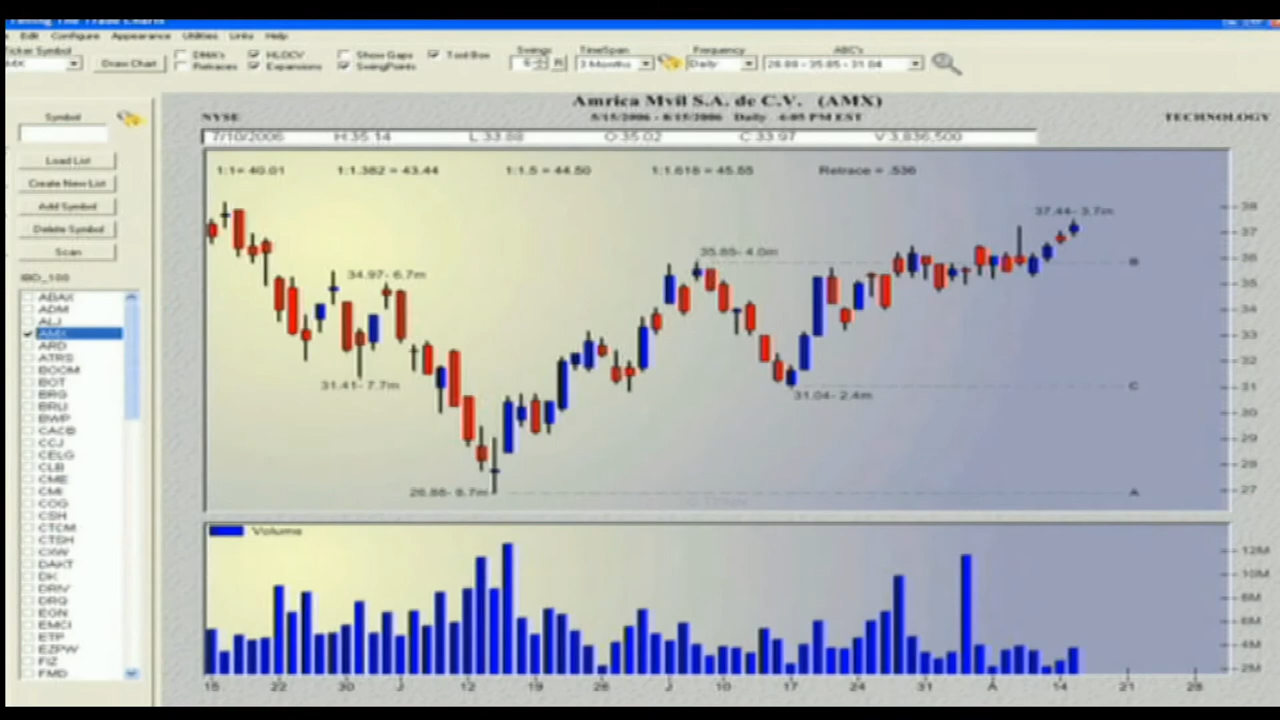 Edit Configure Appearance Utilities Links Help
Ticker Symbol
Draw Chart
DMA's
Retraces
HLOCV
Expansions
Show Gaps
SwingPoints
Tool Box
Swings
TimeSpan
3 Months
Frequency
Daily
ABC's
26.88 - 35.85 - 31.04
Symbol
Load List
Create New List
Add Symbol
Delete Symbol
Scan
IBD_100
ABAX
ADM
ALJ
AMX
ARD
ATRS
BOOM
BOT
BRG
BRLI
BWP
CACB
CCJ
CELG
CLB
CME
CMI
COG
CSH
CTCM
CTSH
CXW
DAKT
DK
DRIV
DRQ
EGN
EMCI
ETP
EZPW
FIZ
FMD
Amrica Mvil S.A. de C.V. (AMX)
NYSE
5/15/2006 - 8/15/2006 Daily 4:05 PM EST
TECHNOLOGY
7/10/2006 H:35.14 L:33.88 O:35.02 C:33.97 V:3,836,500
1:1= 40.01 1:1.382 = 43.44 1:1.5 = 44.50 1:1.618 = 45.55 Retrace = .536
37.44- 3.7m
35.85- 4.0m
34.97- 6.7m
31.41- 7.7m
31.04- 2.4m
26.88- 8.7m
B
C
A
38
37
36
35
34
33
32
31
30
29
28
27
Volume
12M
10M
8M
6M
4M
2M
15 22 30 J 12 19 26 J 10 17 24 31 A 14 21 28